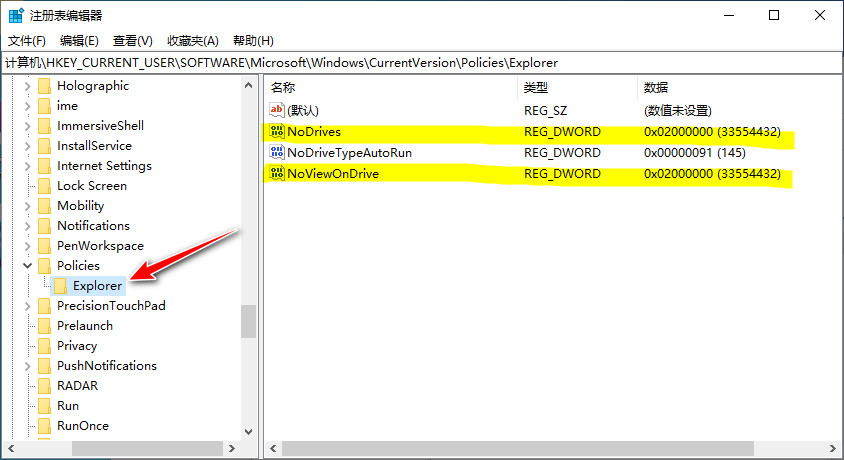 注册表编辑器
文件(F) 编辑(E) 查看(V) 收藏夹(A) 帮助(H)
计算机\HKEY_CURRENT_USER\SOFTWARE\Microsoft\Windows\CurrentVersion\Policies\Explorer
Holographic
ime
ImmersiveShell
InstallService
Internet Settings
Lock Screen
Mobility
Notifications
PenWorkspace
Policies
Explorer
PrecisionTouchPad
Prelaunch
Privacy
PushNotifications
RADAR
Run
RunOnce
名称 类型 数据
ab (默认) REG_SZ (数值未设置)
NoDrives REG_DWORD 0x02000000 (33554432)
NoDriveTypeAutoRun REG_DWORD 0x00000091 (145)
NoViewOnDrive REG_DWORD 0x02000000 (33554432)